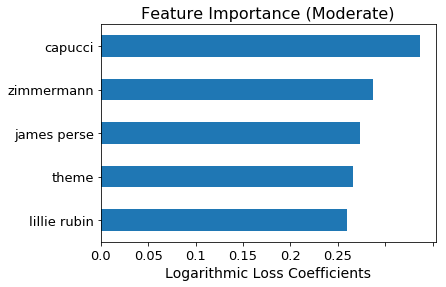 Feature Importance (Moderate)
capucci
zimmermann
james perse
theme
lillie rubin
0.0 0.05 0.1 0.15 0.2 0.25
Logarithmic Loss Coefficients